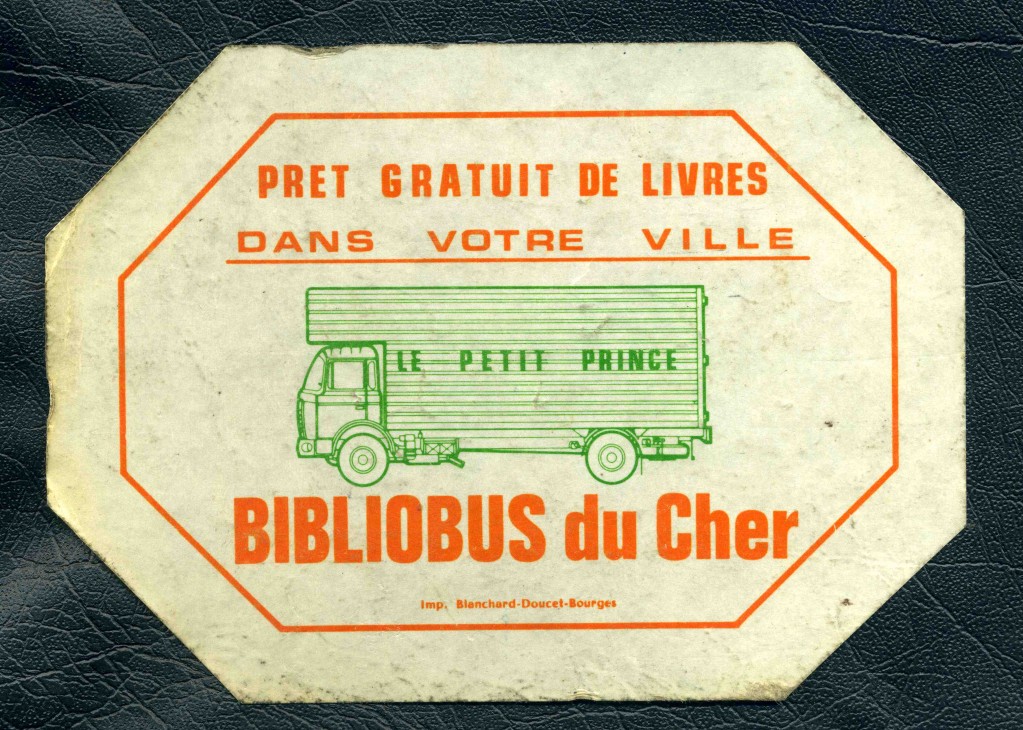 PRET GRATUIT DE LIVRES
DANS VOTRE VILLE
LE PETIT PRINCE
BIBLIOBUS du Cher
Imp. Blanchard-Doucet-Bourges